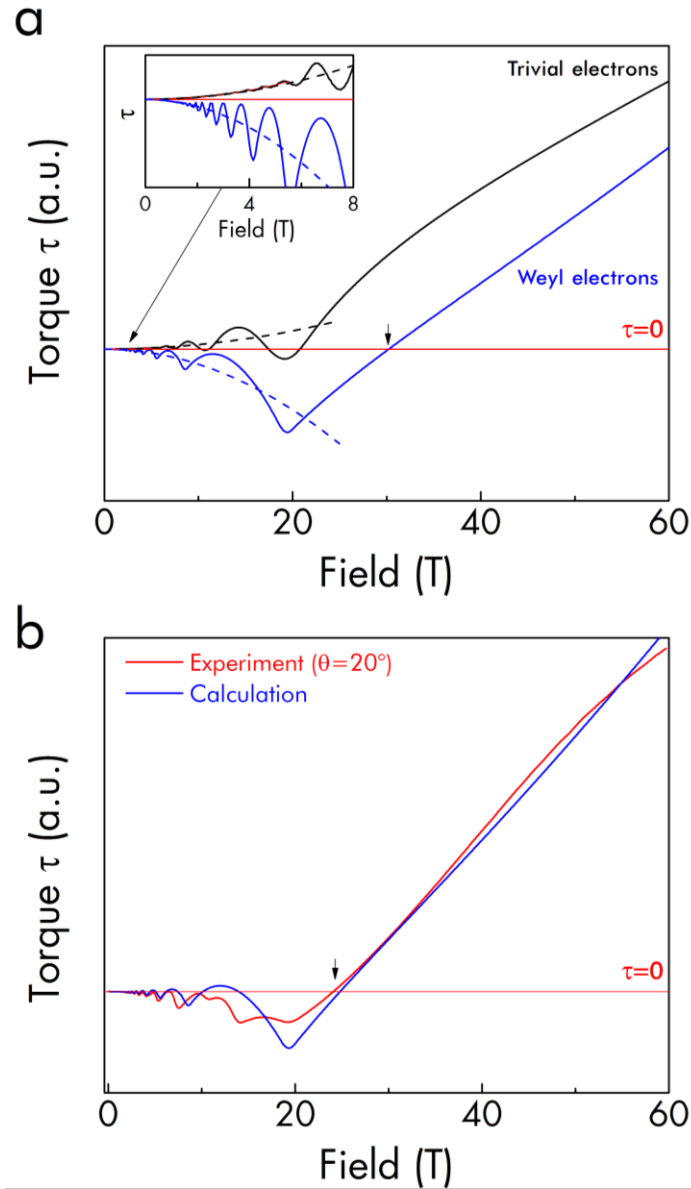 a
Trivial electrons
Weyl electrons
τ=0
Torque τ (a.u.)
τ
0 4 8
Field (T)
0 20 40 60
Field (T)
b
Experiment (θ=20°)
Calculation
τ=0
Torque τ (a.u.)
0 20 40 60
Field (T)